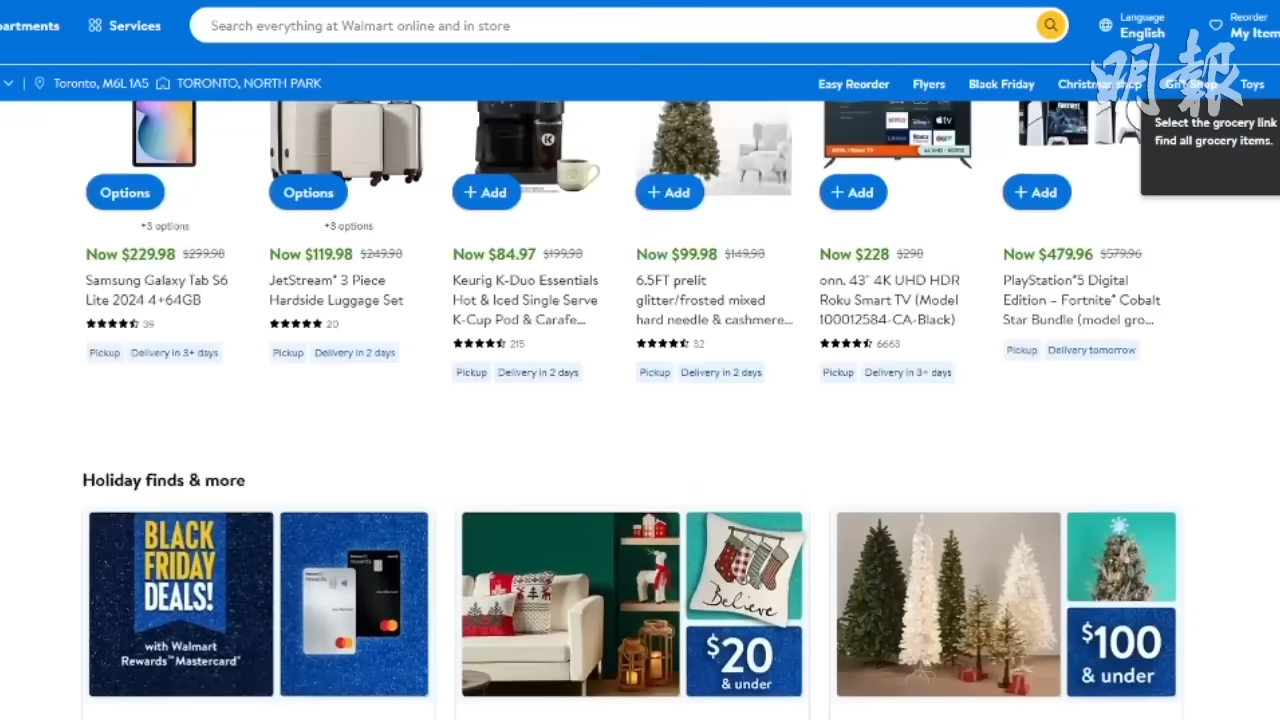 partments
Services
Search everything at Walmart online and in store
Language
English
Reorder
My Item
明報
Toronto, M6L 1A5
TORONTO, NORTH PARK
Easy Reorder
Flyers
Black Friday
Christmas shop
Gift Shop
Toys
Select the grocery link
find all grocery items.
Options
Options
+ Add
+ Add
+ Add
+ Add
+3 options
+3 options
Now $229.98 $299.98
Samsung Galaxy Tab S6
Lite 2024 4+64GB
39
Pickup
Delivery in 3+ days
Now $119.98 $249.98
JetStream* 3 Piece
Hardside Luggage Set
20
Pickup
Delivery in 2 days
Now $84.97 $199.98
Keurig K-Duo Essentials
Hot & Iced Single Serve
K-Cup Pod & Carafe...
215
Pickup
Delivery in 2 days
Now $99.98 $149.98
6.5FT prelit
glitter/frosted mixed
hard needle & cashmere...
32
Pickup
Delivery in 2 days
Now $228 $298
onn. 43" 4K UHD HDR
Roku Smart TV (Model
100012584-CA-Black)
6663
Pickup
Delivery in 3+ days
Now $479.96 $579.96
PlayStation®5 Digital
Edition – Fortnite® Cobalt
Star Bundle (model gro...
Pickup
Delivery tomorrow
Holiday finds & more
BLACK
FRIDAY
DEALS!
with Walmart
Rewards™ Mastercard®
Believe
$20
& under
$100
& under